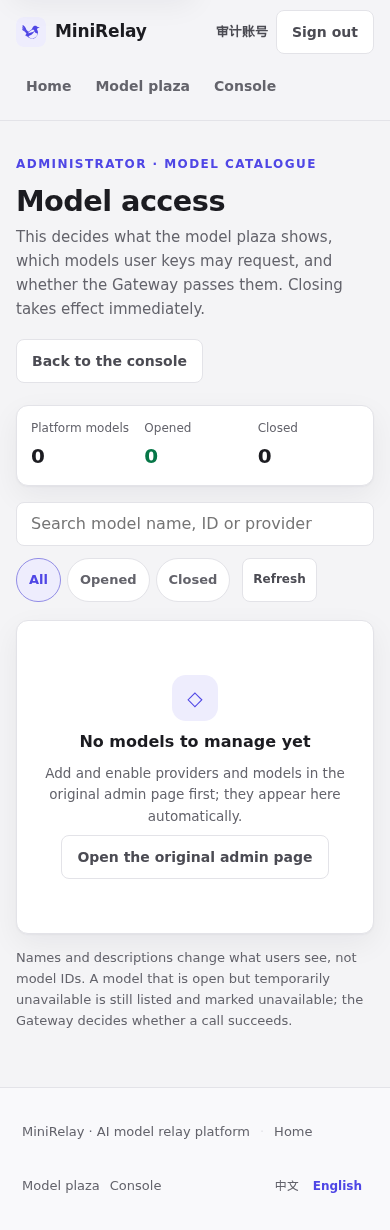 MiniRelay
审计账号
Sign out
Home
Model plaza
Console
ADMINISTRATOR · MODEL CATALOGUE
Model access
This decides what the model plaza shows,
which models user keys may request, and
whether the Gateway passes them. Closing
takes effect immediately.
Back to the console
Platform models
Opened
Closed
0
0
0
Search model name, ID or provider
All
Opened
Closed
Refresh
No models to manage yet
Add and enable providers and models in the
original admin page first; they appear here
automatically.
Open the original admin page
Names and descriptions change what users see, not
model IDs. A model that is open but temporarily
unavailable is still listed and marked unavailable; the
Gateway decides whether a call succeeds.
MiniRelay · AI model relay platform · Home
Model plaza Console
中文 English